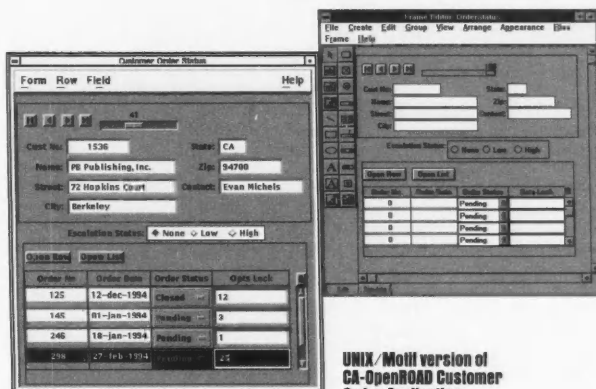 Customer Order Status
Form Row Field Help
41
Cust No: 1536 State: CA
Name: PB Publishing, Inc. Zip: 94700
Street: 72 Hopkins Court Contact: Evan Michels
City: Berkeley
Escalation Status: None Low High
Open Row Open List
Order No Order Date Order Status Opts Lock
125 12-dec-1994 Closed 12
145 01-jan-1994 Pending 3
246 18-jan-1994 Pending 1
298 27-feb-1994 Pending 25
Frame Editor: Orderstatus
File Create Edit Group View Arrange Appearance
Frame Help
Cust No: State:
Name: Zip:
Street: Contact:
City:
Escalation Status: None Low High
Open Row Open List
Order No Order Date Order Status Opts Lock
0 Pending
0 Pending
0 Pending
0 Pending
UNIX/Motif version of
CA-OpenROAD Customer